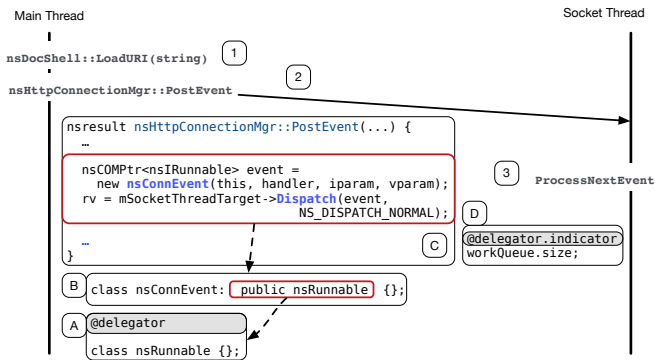 Main Thread
Socket Thread
nsDocShell::LoadURI(string)
1
2
nsHttpConnectionMgr::PostEvent
nsresult nsHttpConnectionMgr::PostEvent(...) {
…
nsCOMPtr<nsIRunnable> event =
new nsConnEvent(this, handler, iparam, vparam);
rv = mSocketThreadTarget->Dispatch(event,
NS_DISPATCH_NORMAL);
…
}
C
3
ProcessNextEvent
D
@delegator.indicator
workQueue.size;
B
class nsConnEvent: public nsRunnable {};
A
@delegator
class nsRunnable {};